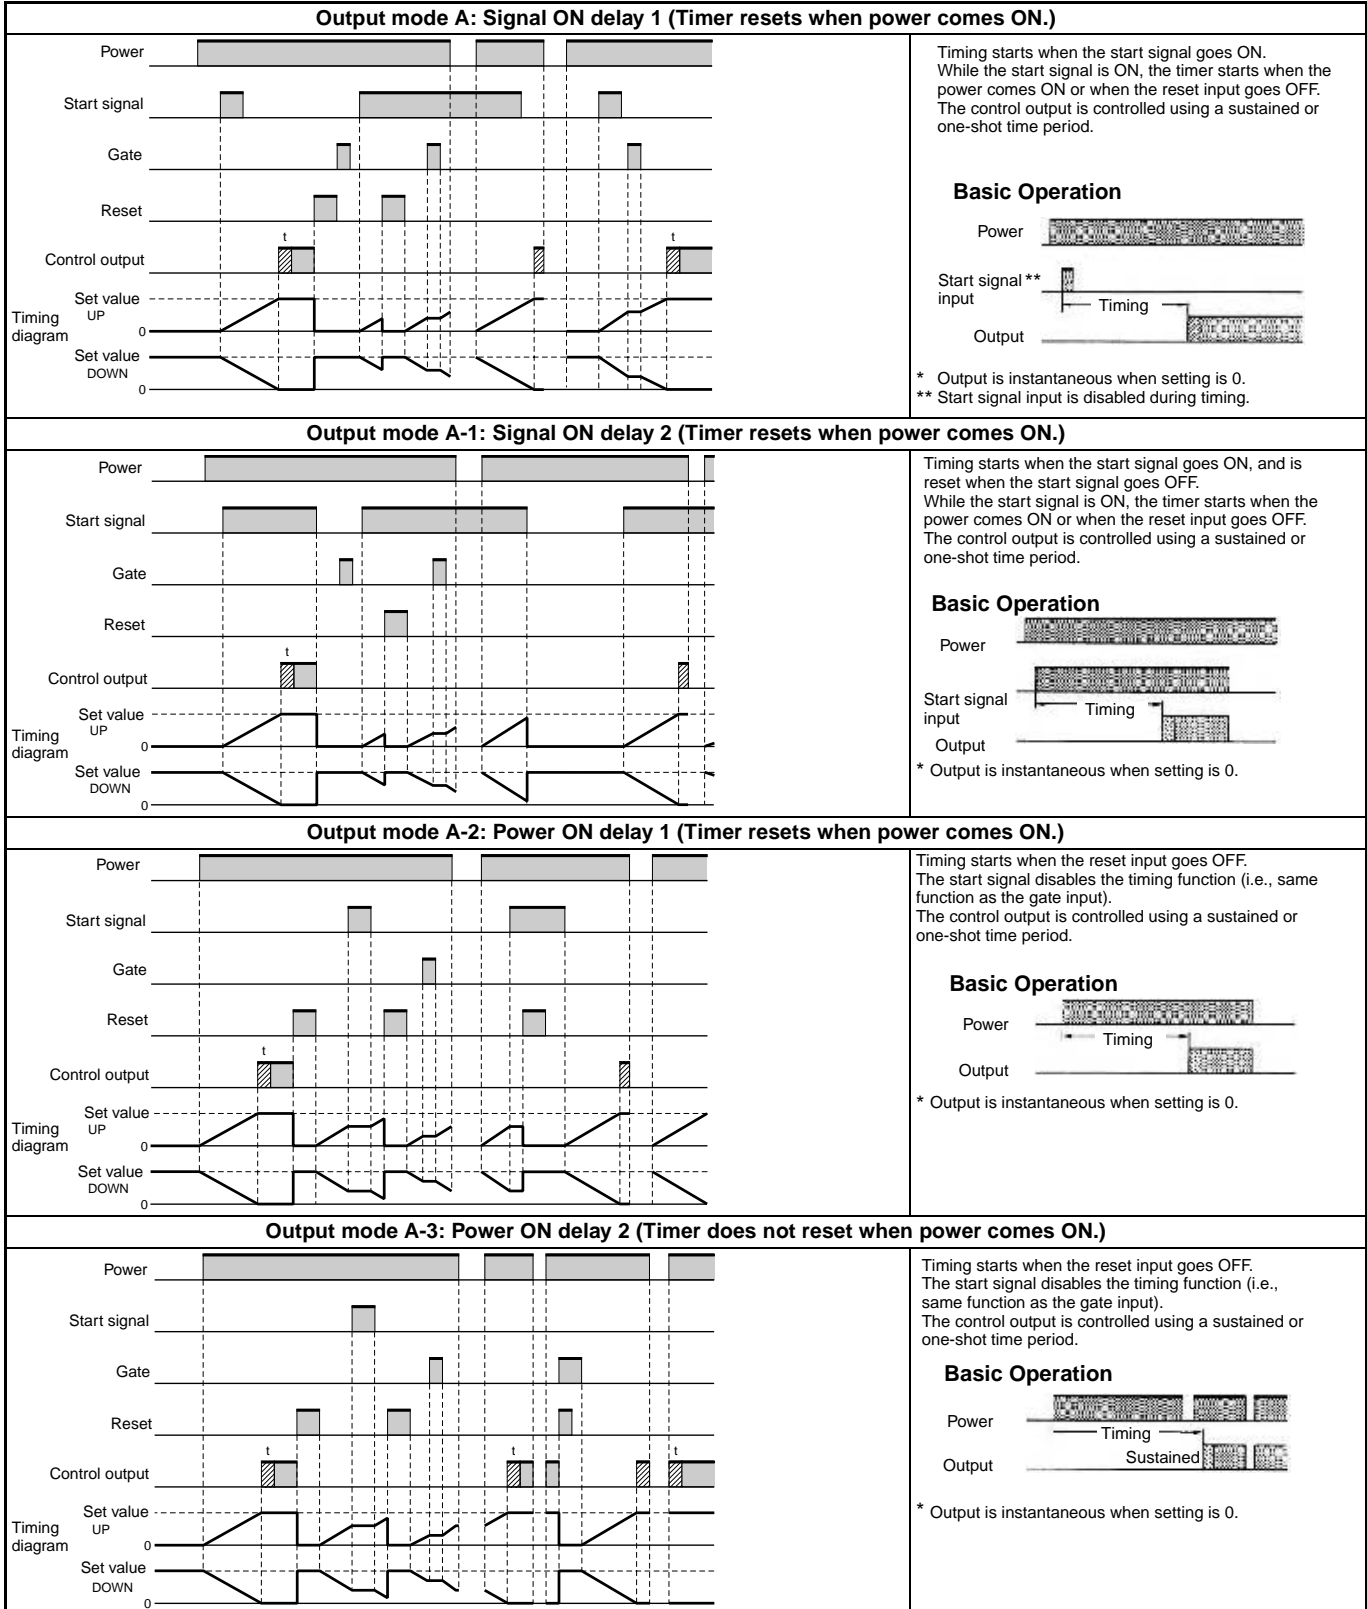 Output mode A: Signal ON delay 1 (Timer resets when power comes ON.)
Power
Start signal
Gate
Reset
t
t
Control output
Set value
UP
Timing
diagram
0
Set value
DOWN
0
Timing starts when the start signal goes ON.
While the start signal is ON, the timer starts when the
power comes ON or when the reset input goes OFF.
The control output is controlled using a sustained or
one-shot time period.
Basic Operation
Power
Start signal **
input
Timing
Output
* Output is instantaneous when setting is 0.
** Start signal input is disabled during timing.
Output mode A-1: Signal ON delay 2 (Timer resets when power comes ON.)
Power
Start signal
Gate
Reset
t
Control output
Set value
UP
Timing
diagram
0
Set value
DOWN
0
Timing starts when the start signal goes ON, and is
reset when the start signal goes OFF.
While the start signal is ON, the timer starts when the
power comes ON or when the reset input goes OFF.
The control output is controlled using a sustained or
one-shot time period.
Basic Operation
Power
Start signal
input
Timing
Output
* Output is instantaneous when setting is 0.
Output mode A-2: Power ON delay 1 (Timer resets when power comes ON.)
Power
Start signal
Gate
Reset
t
Control output
Set value
UP
Timing
diagram
0
Set value
DOWN
0
Timing starts when the reset input goes OFF.
The start signal disables the timing function (i.e., same
function as the gate input).
The control output is controlled using a sustained or
one-shot time period.
Basic Operation
Power
Timing
Output
* Output is instantaneous when setting is 0.
Output mode A-3: Power ON delay 2 (Timer does not reset when power comes ON.)
Power
Start signal
Gate
Reset
t
t
t
Control output
Set value
UP
Timing
diagram
0
Set value
DOWN
0
Timing starts when the reset input goes OFF.
The start signal disables the timing function (i.e.,
same function as the gate input).
The control output is controlled using a sustained or
one-shot time period.
Basic Operation
Power
Timing
Sustained
Output
* Output is instantaneous when setting is 0.